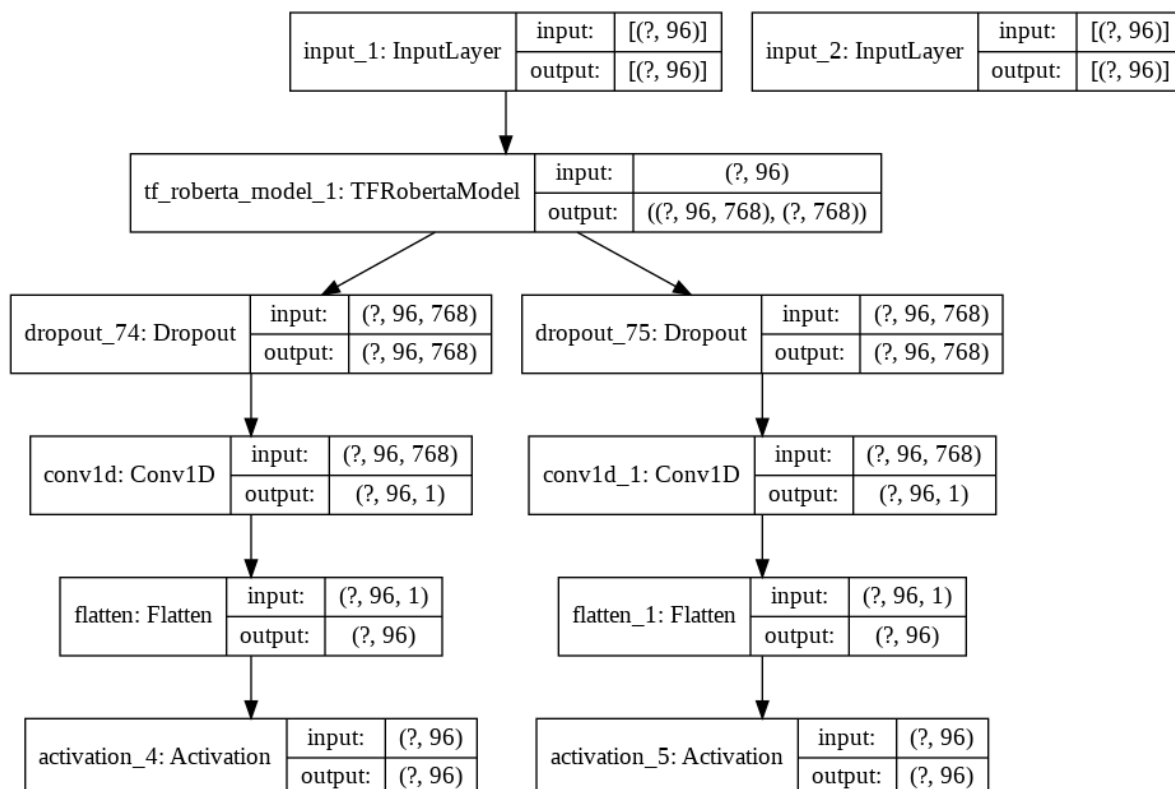 input_1: InputLayer
input: [(?, 96)]
output: [(?, 96)]
input_2: InputLayer
input: [(?, 96)]
output: [(?, 96)]
tf_roberta_model_1: TFRobertaModel
input: (?, 96)
output: ((?, 96, 768), (?, 768))
dropout_74: Dropout
input: (?, 96, 768)
output: (?, 96, 768)
dropout_75: Dropout
input: (?, 96, 768)
output: (?, 96, 768)
conv1d: Conv1D
input: (?, 96, 768)
output: (?, 96, 1)
conv1d_1: Conv1D
input: (?, 96, 768)
output: (?, 96, 1)
flatten: Flatten
input: (?, 96, 1)
output: (?, 96)
flatten_1: Flatten
input: (?, 96, 1)
output: (?, 96)
activation_4: Activation
input: (?, 96)
output: (?, 96)
activation_5: Activation
input: (?, 96)
output: (?, 96)